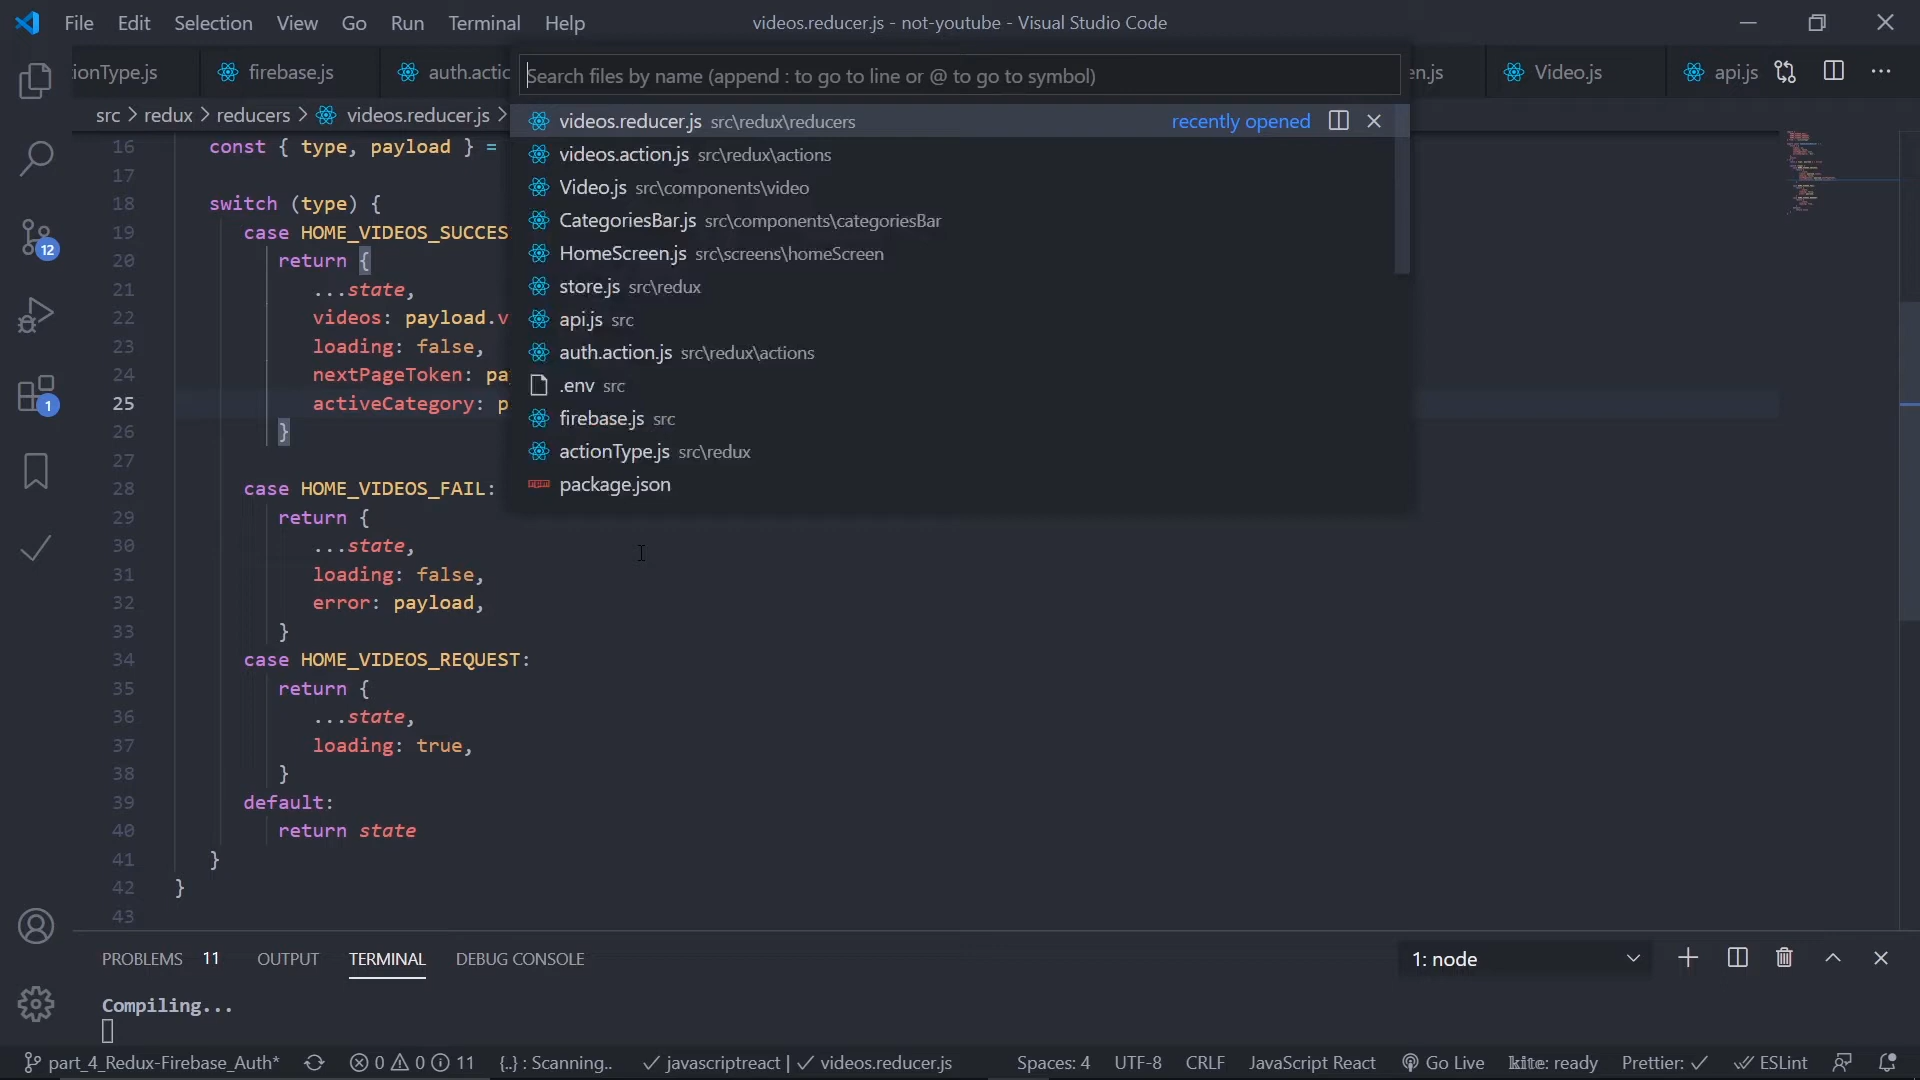 File Edit Selection View Go Run Terminal Help
videos.reducer.js - not-youtube - Visual Studio Code
ionType.js
firebase.js
auth.actic
en.js
Video.js
api.js
Search files by name (append : to go to line or @ to go to symbol)
src > redux > reducers > videos.reducer.js >
videos.reducer.js src\redux\reducers recently opened
videos.action.js src\redux\actions
Video.js src\components\video
CategoriesBar.js src\components\categoriesBar
HomeScreen.js src\screens\homeScreen
store.js src\redux
api.js src
auth.action.js src\redux\actions
.env src
firebase.js src
actionType.js src\redux
package.json
16 const { type, payload } =
17
18 switch (type) {
19 case HOME_VIDEOS_SUCCES
20 return {
21 ...state,
22 videos: payload.v
23 loading: false,
24 nextPageToken: pa
25 activeCategory: p
26 }
27
28 case HOME_VIDEOS_FAIL:
29 return {
30 ...state,
31 loading: false,
32 error: payload,
33 }
34 case HOME_VIDEOS_REQUEST:
35 return {
36 ...state,
37 loading: true,
38 }
39 default:
40 return state
41 }
42 }
43
12
1
PROBLEMS 11 OUTPUT TERMINAL DEBUG CONSOLE
1: node
Compiling...
part_4_Redux-Firebase_Auth* 0 0 11 {..} : Scanning.. javascriptreact | videos.reducer.js Spaces: 4 UTF-8 CRLF JavaScript React Go Live kite: ready Prettier: ESLint